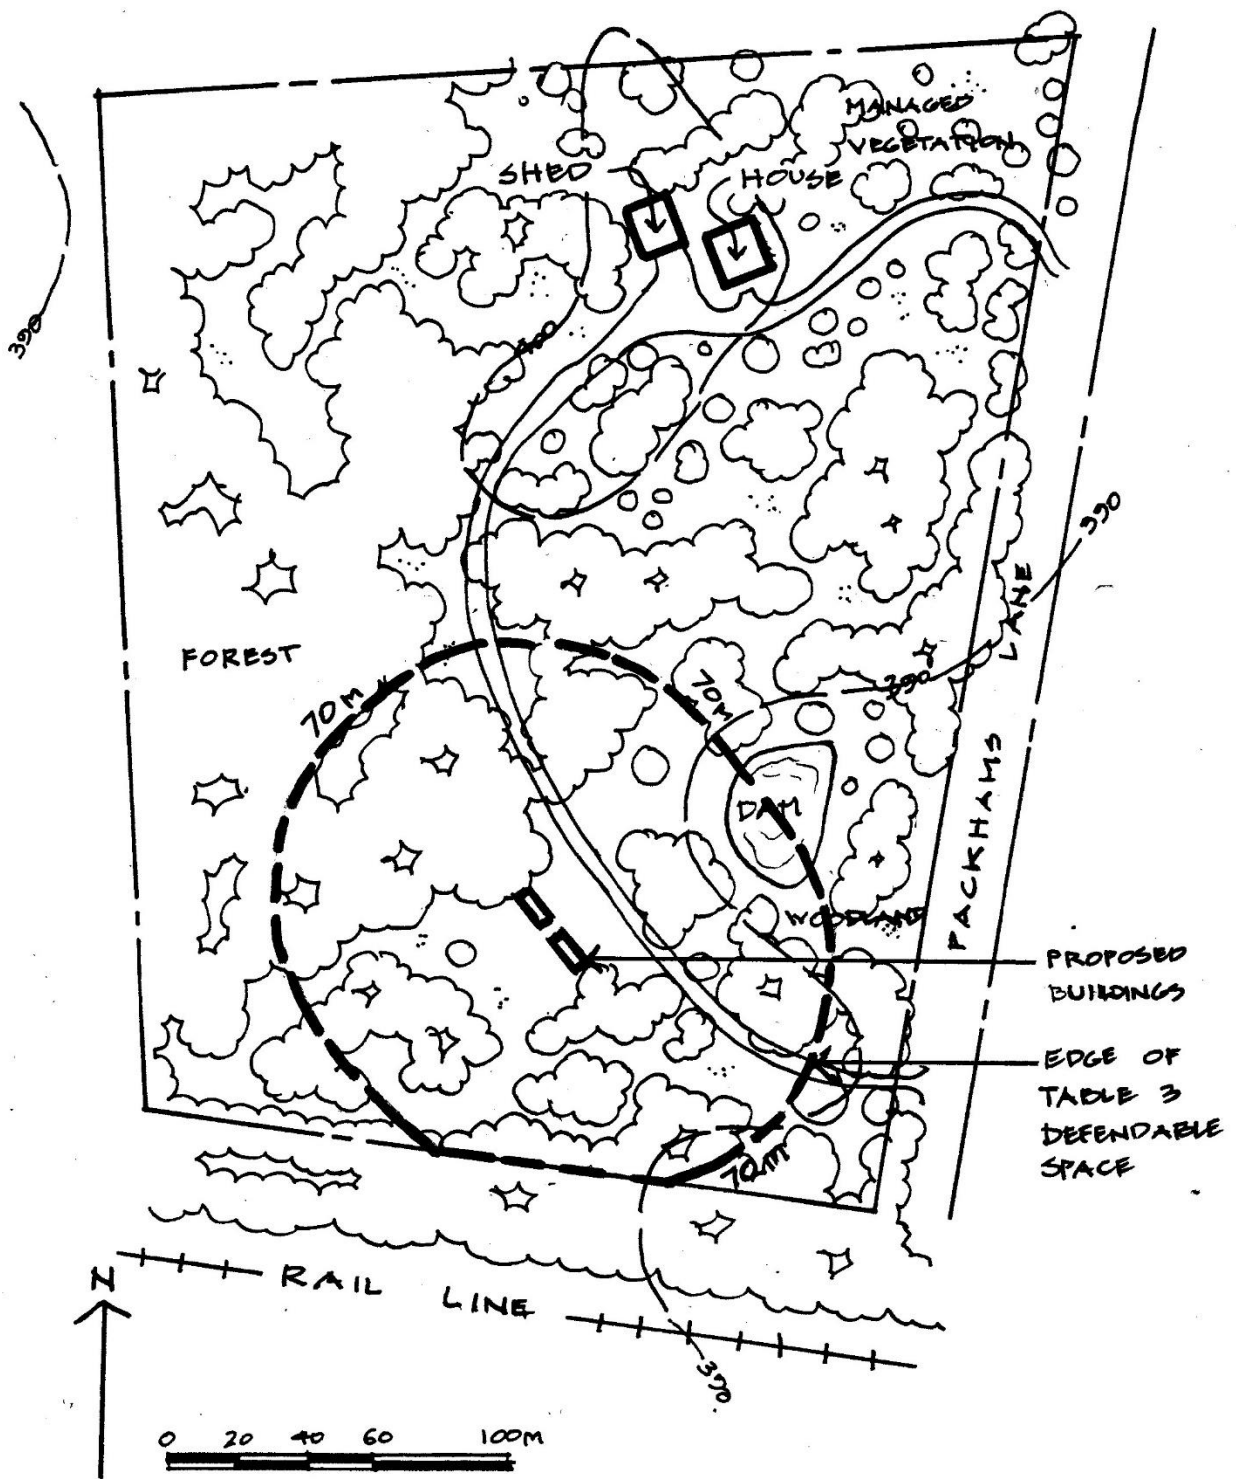 MANAGED
VEGETATION
SHED
HOUSE
390
400
390
LANE
FOREST
70m
70m
390
DAM
PACKHAMS
WOODLAND
PROPOSED
BUILDINGS
EDGE OF
TABLE 3
DEFENDABLE
SPACE
70m
RAIL LINE
N
390
0 20 40 60 100M